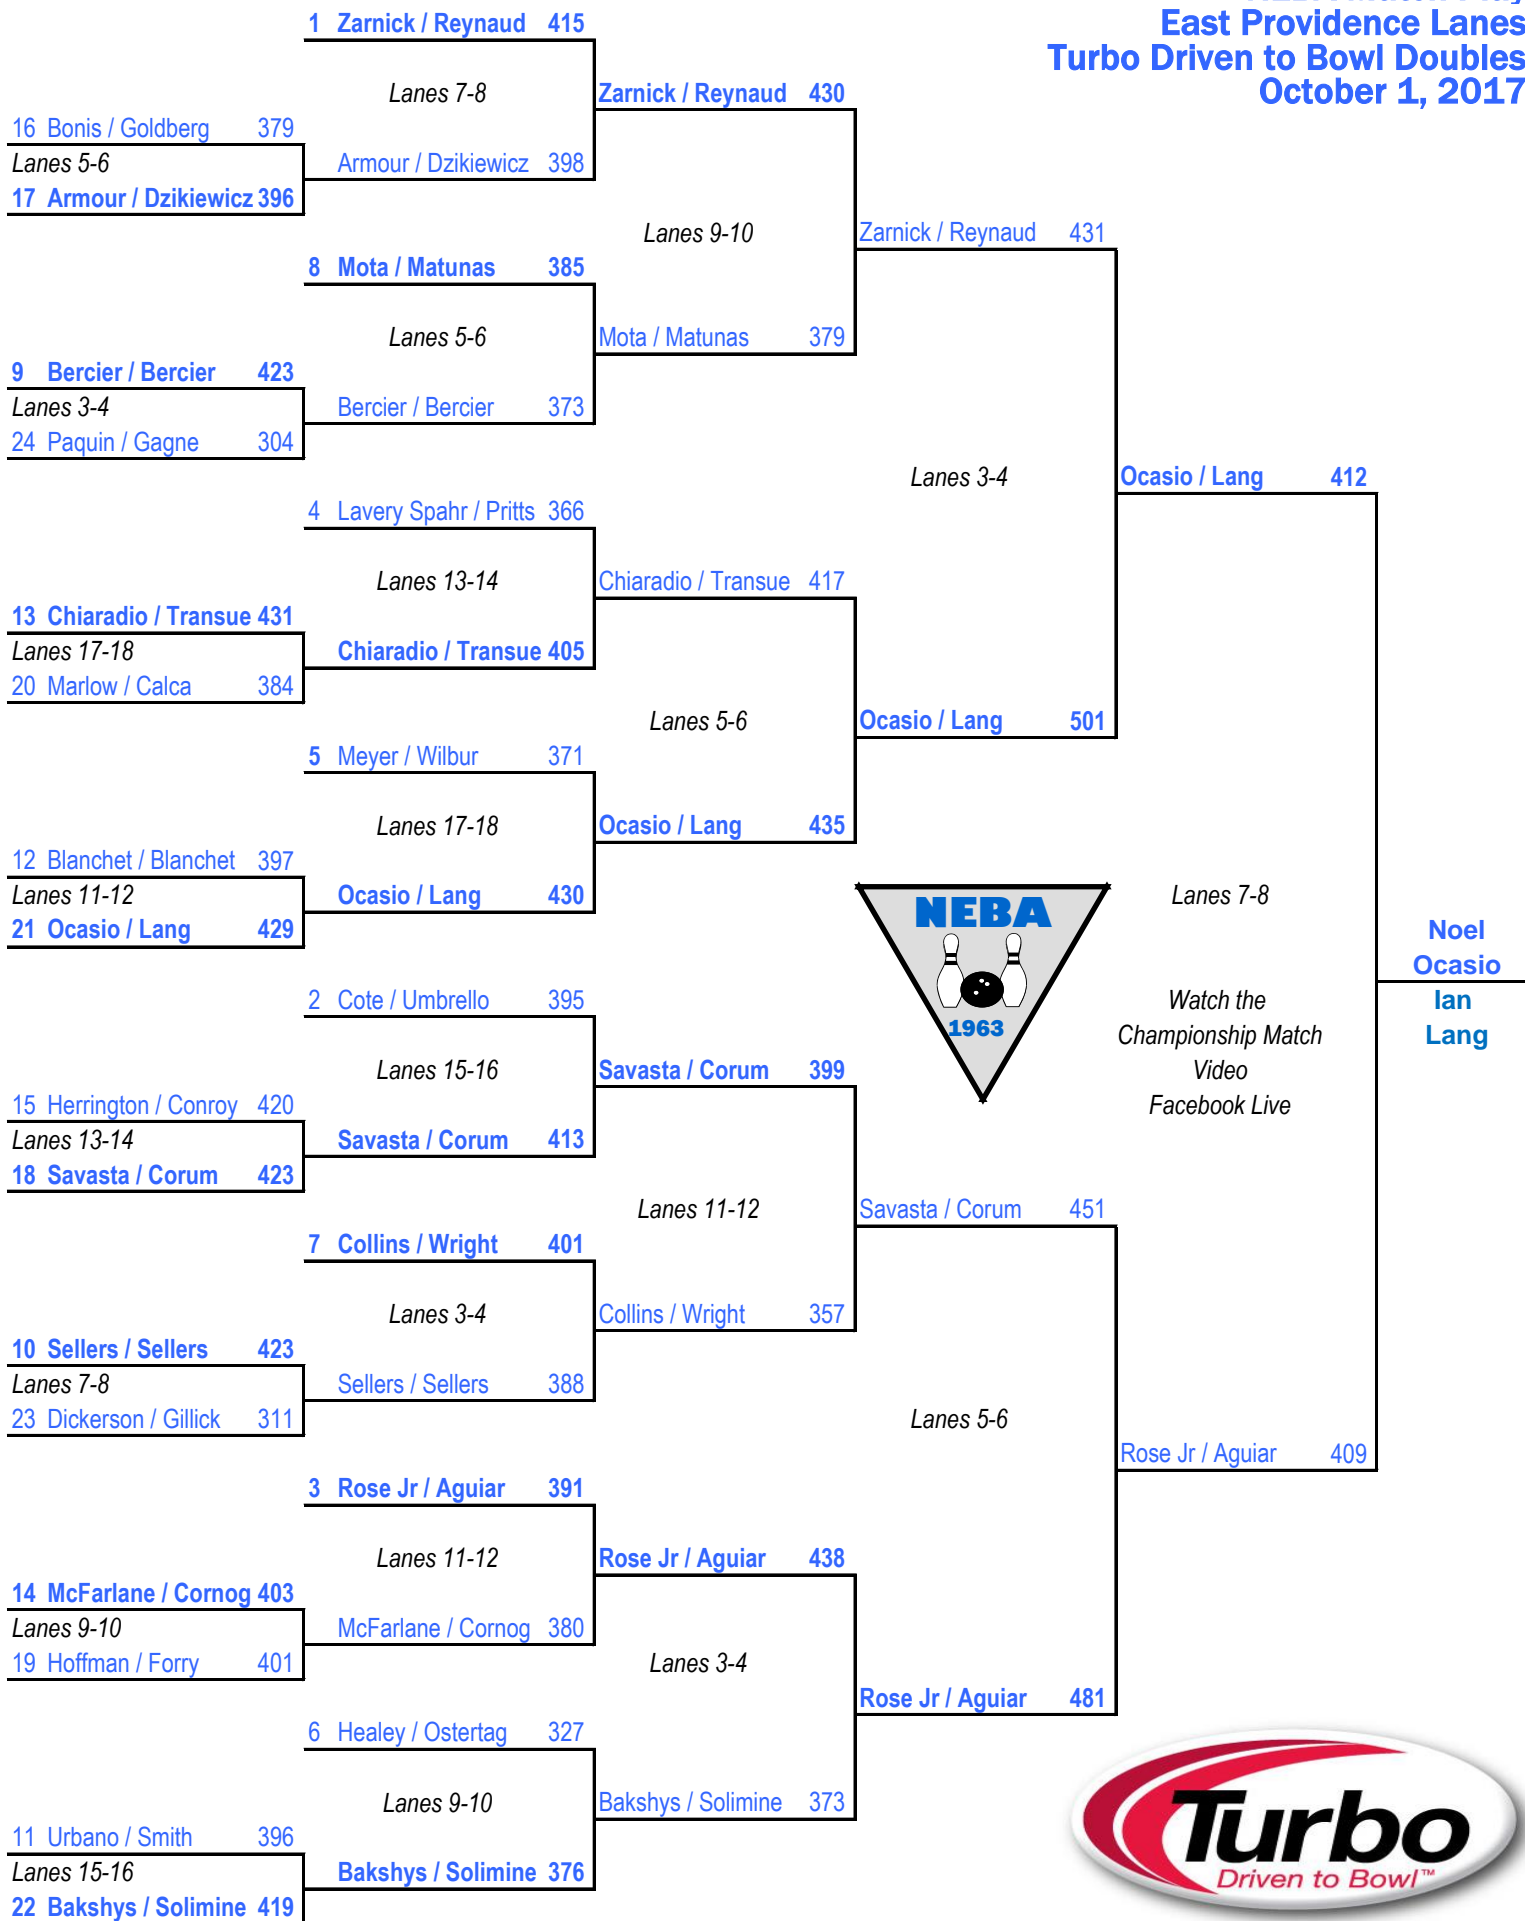 East Providence Lanes
Turbo Driven to Bowl Doubles
October 1, 2017
1 Zarnick / Reynaud 415
Lanes 7-8
Zarnick / Reynaud 430
16 Bonis / Goldberg 379
Lanes 5-6
Armour / Dzikiewicz 398
17 Armour / Dzikiewicz 396
Lanes 9-10
Zarnick / Reynaud 431
8 Mota / Matunas 385
Lanes 5-6
Mota / Matunas 379
9 Bercier / Bercier 423
Lanes 3-4
Bercier / Bercier 373
24 Paquin / Gagne 304
Lanes 3-4
Ocasio / Lang 412
4 Lavery Spahr / Pritts 366
Lanes 13-14
Chiaradio / Transue 417
13 Chiaradio / Transue 431
Lanes 17-18
Chiaradio / Transue 405
20 Marlow / Calca 384
Lanes 5-6
Ocasio / Lang 501
5 Meyer / Wilbur 371
Lanes 17-18
Ocasio / Lang 435
12 Blanchet / Blanchet 397
Lanes 11-12
Ocasio / Lang 430
21 Ocasio / Lang 429
NEBA
1963
Lanes 7-8
Watch the
Championship Match
Video
Facebook Live
Noel
Ocasio
Ian
Lang
2 Cote / Umbrello 395
Lanes 15-16
Savasta / Corum 399
15 Herrington / Conroy 420
Lanes 13-14
Savasta / Corum 413
18 Savasta / Corum 423
Lanes 11-12
Savasta / Corum 451
7 Collins / Wright 401
Lanes 3-4
Collins / Wright 357
10 Sellers / Sellers 423
Lanes 7-8
Sellers / Sellers 388
23 Dickerson / Gillick 311
Lanes 5-6
Rose Jr / Aguiar 409
3 Rose Jr / Aguiar 391
Lanes 11-12
Rose Jr / Aguiar 438
14 McFarlane / Cornog 403
Lanes 9-10
McFarlane / Cornog 380
19 Hoffman / Forry 401
Lanes 3-4
Rose Jr / Aguiar 481
6 Healey / Ostertag 327
Lanes 9-10
Bakshys / Solimine 373
11 Urbano / Smith 396
Lanes 15-16
Bakshys / Solimine 376
22 Bakshys / Solimine 419
Turbo
Driven to Bowl™